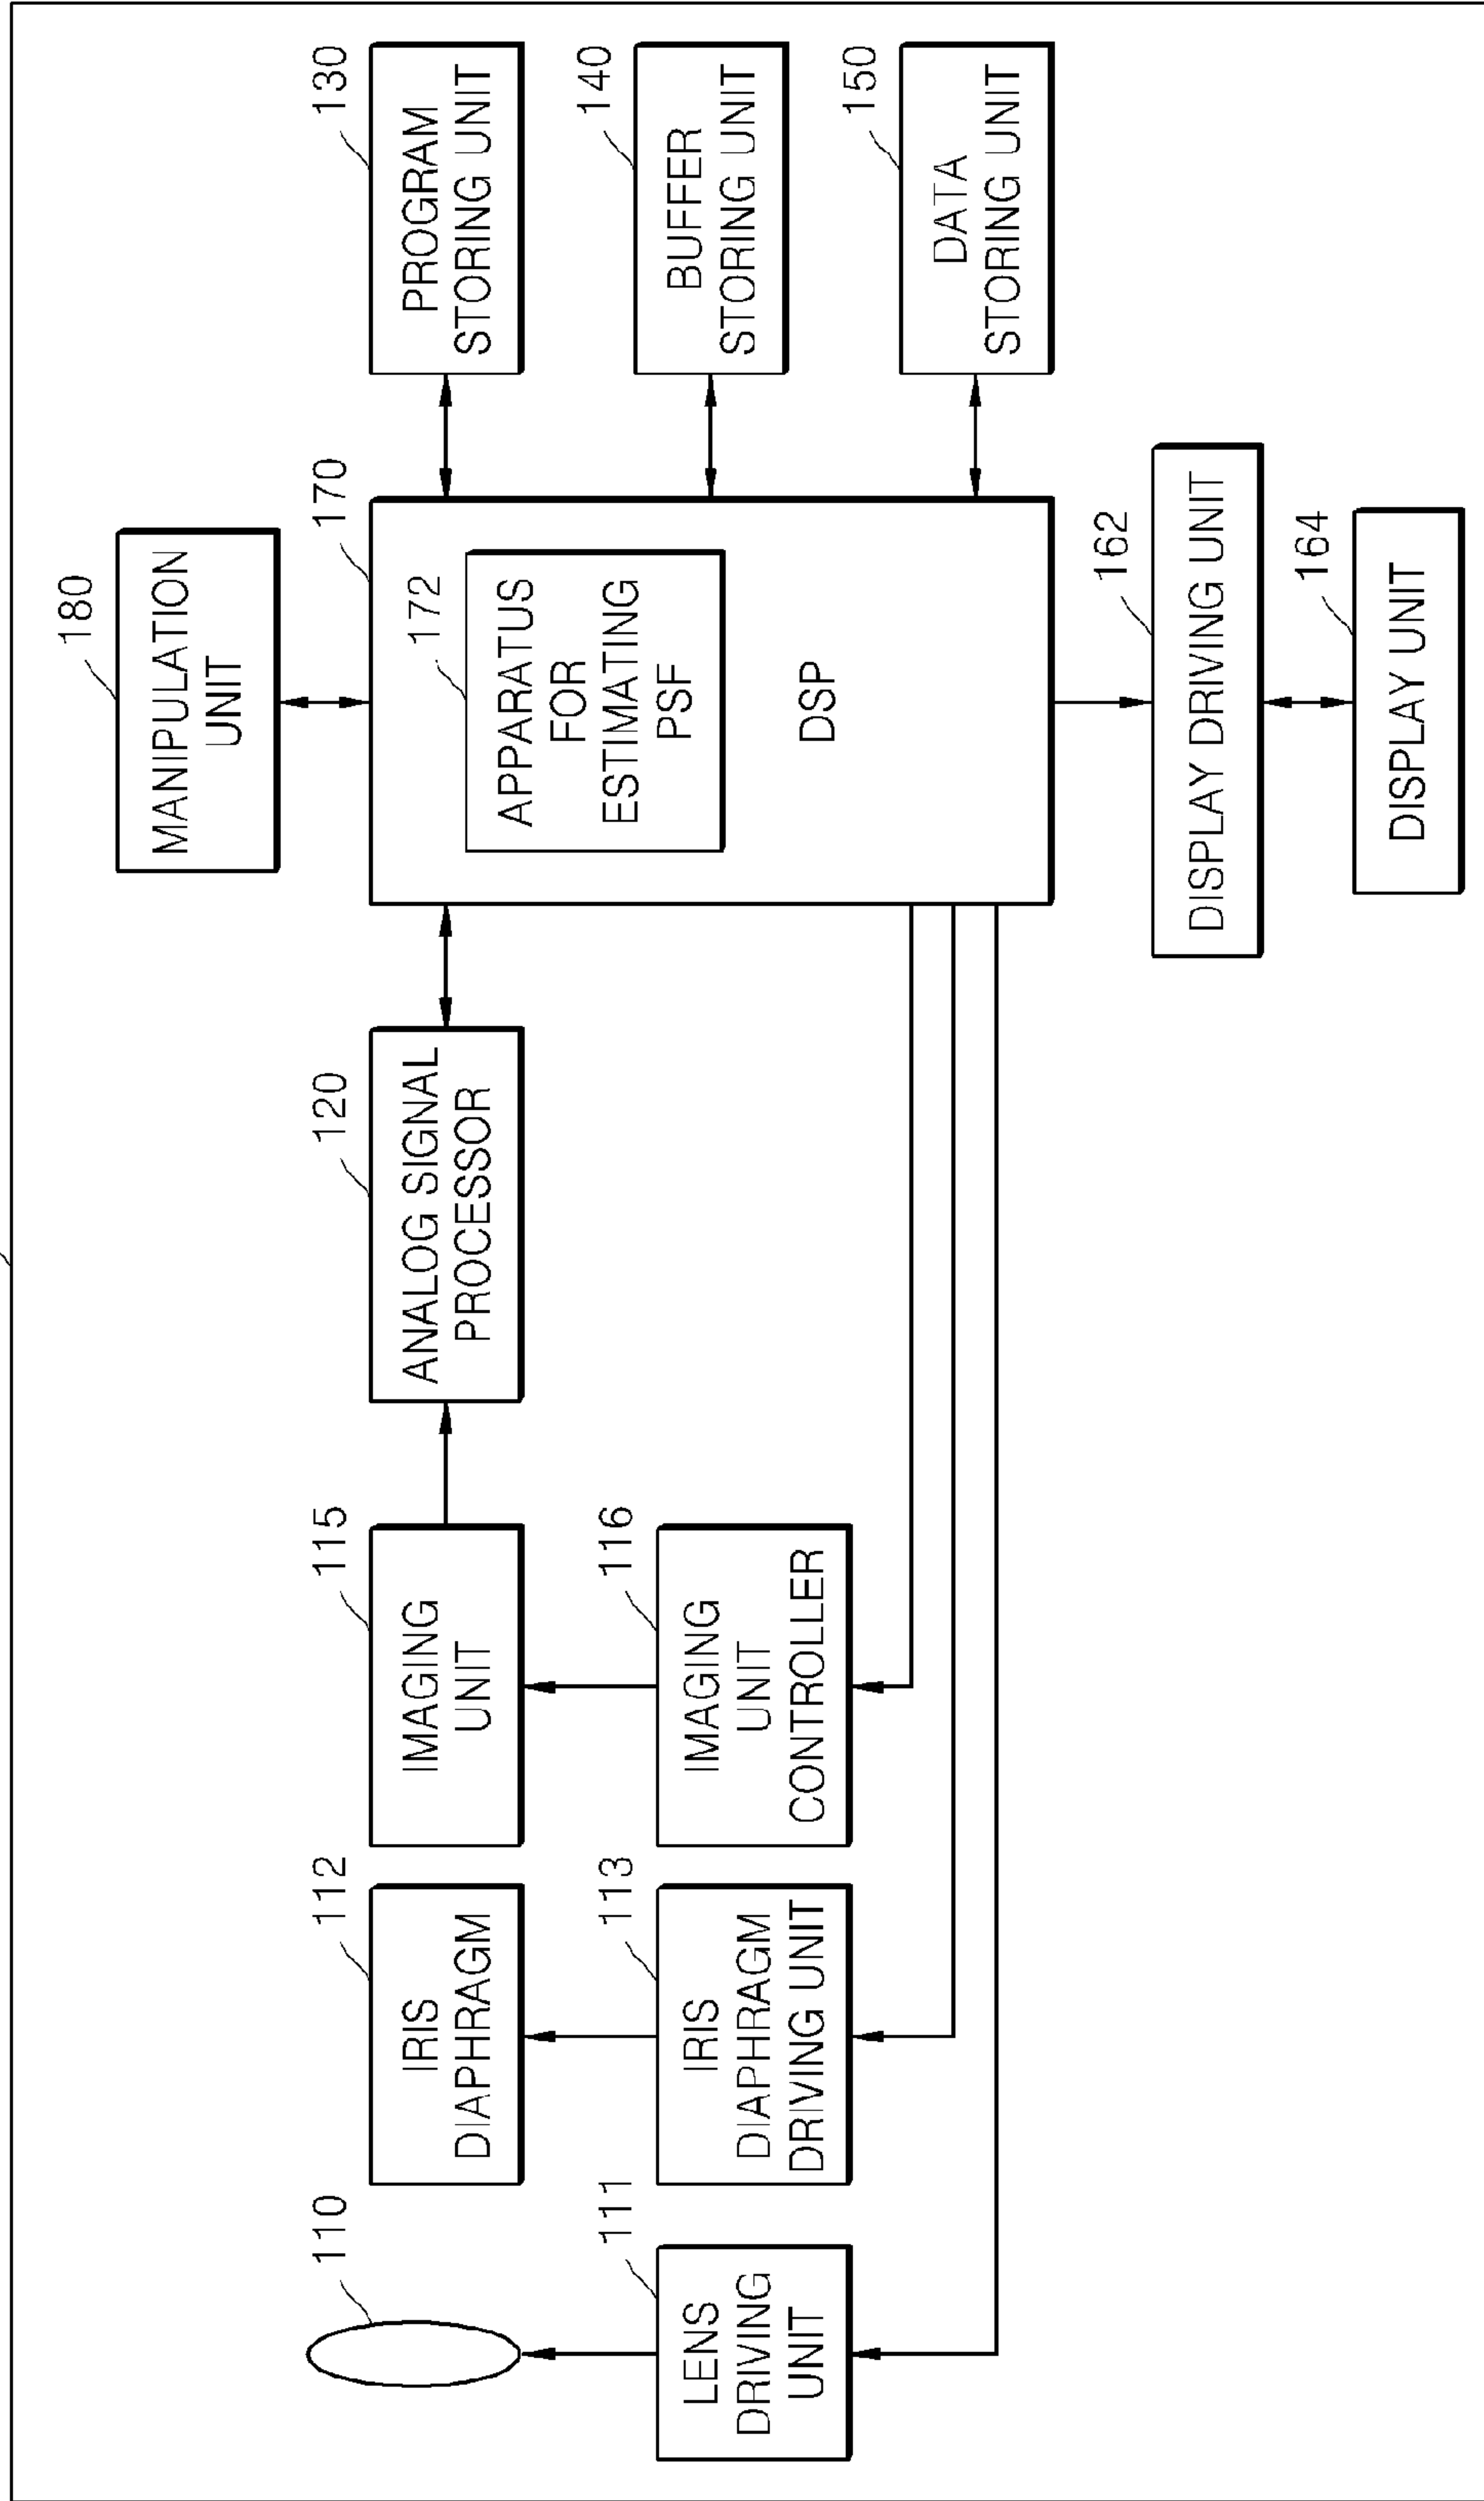 180
MANIPULATION
UNIT
110
112
IRIS
DIAPHRAGM
115
IMAGING
UNIT
120
ANALOG SIGNAL
PROCESSOR
170
172
APPARATUS
FOR
ESTIMATING
PSF
DSP
130
PROGRAM
STORING UNIT
140
BUFFER
STORING UNIT
150
DATA
STORING UNIT
111
LENS
DRIVING
UNIT
113
IRIS
DIAPHRAGM
DRIVING UNIT
116
IMAGING
UNIT
CONTROLLER
162
DISPLAY DRIVING UNIT
164
DISPLAY UNIT